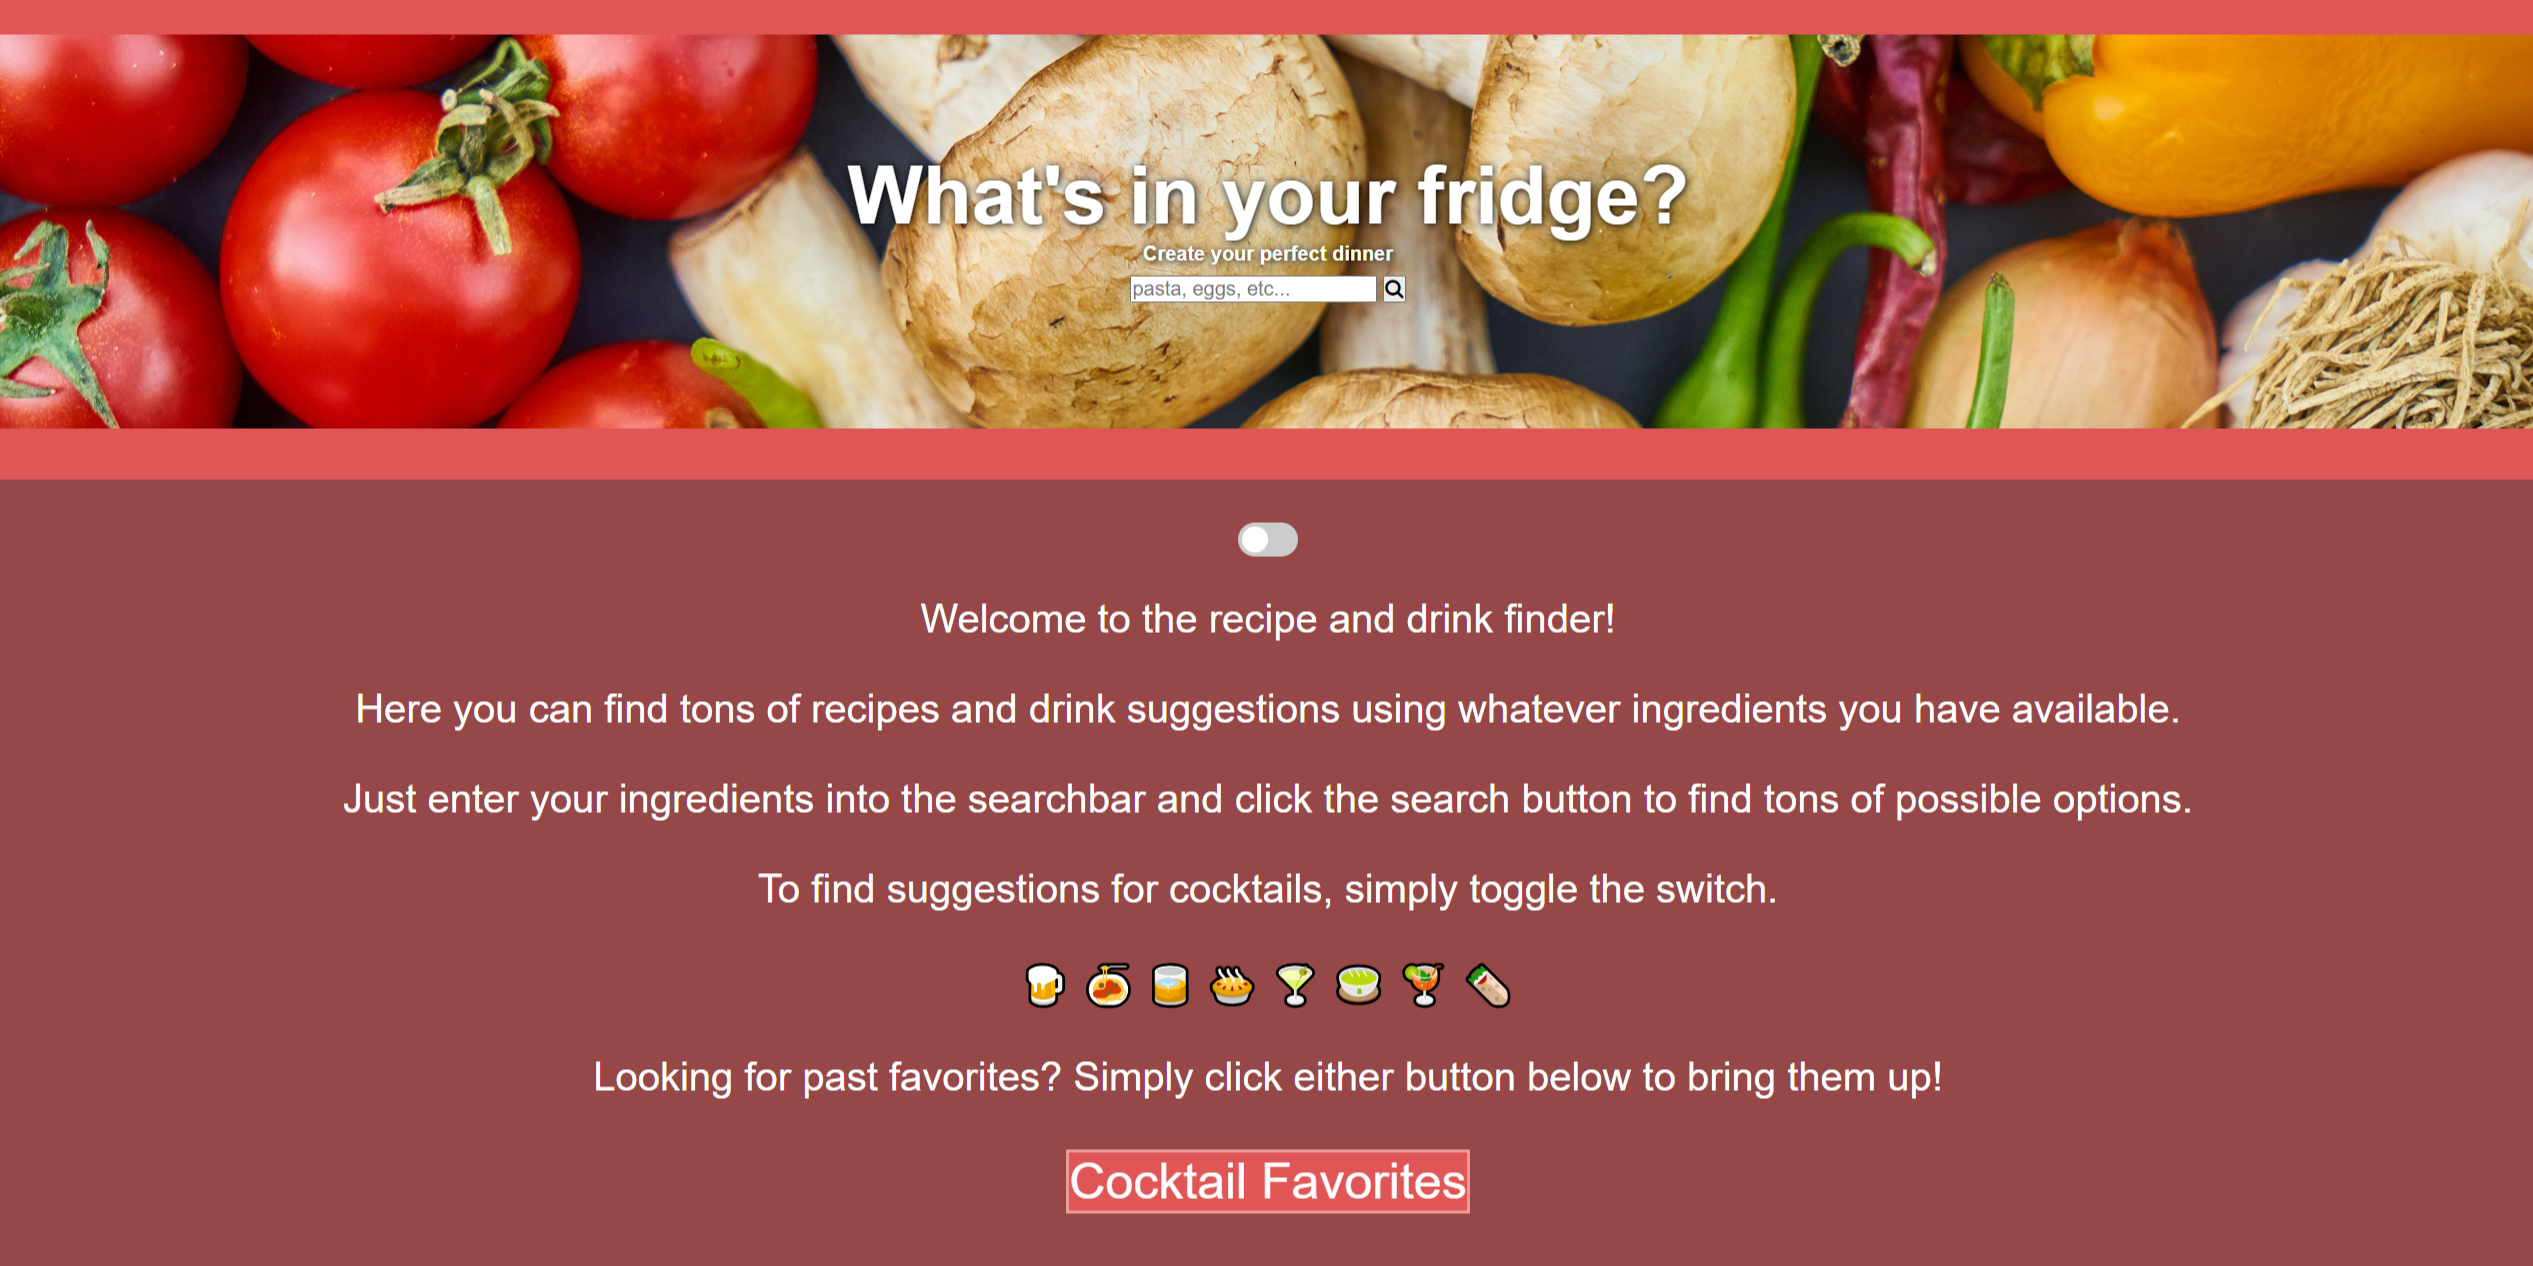 What's in your fridge?
Create your perfect dinner
pasta, eggs, etc...
Welcome to the recipe and drink finder!
Here you can find tons of recipes and drink suggestions using whatever ingredients you have available.
Just enter your ingredients into the searchbar and click the search button to find tons of possible options.
To find suggestions for cocktails, simply toggle the switch.
Looking for past favorites? Simply click either button below to bring them up!
Cocktail Favorites